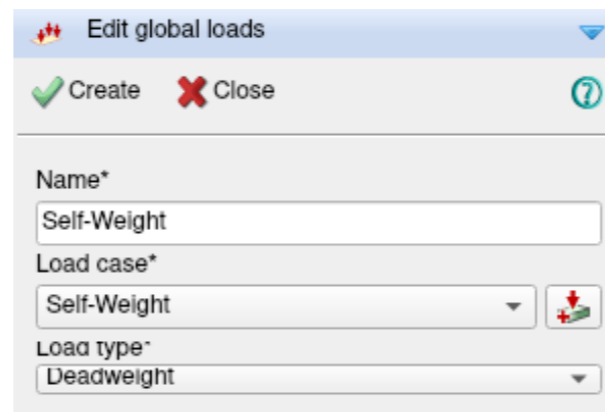 Edit global loads
Create Close
Name*
Self-Weight
Load case*
Self-Weight
Load type*
Deadweight